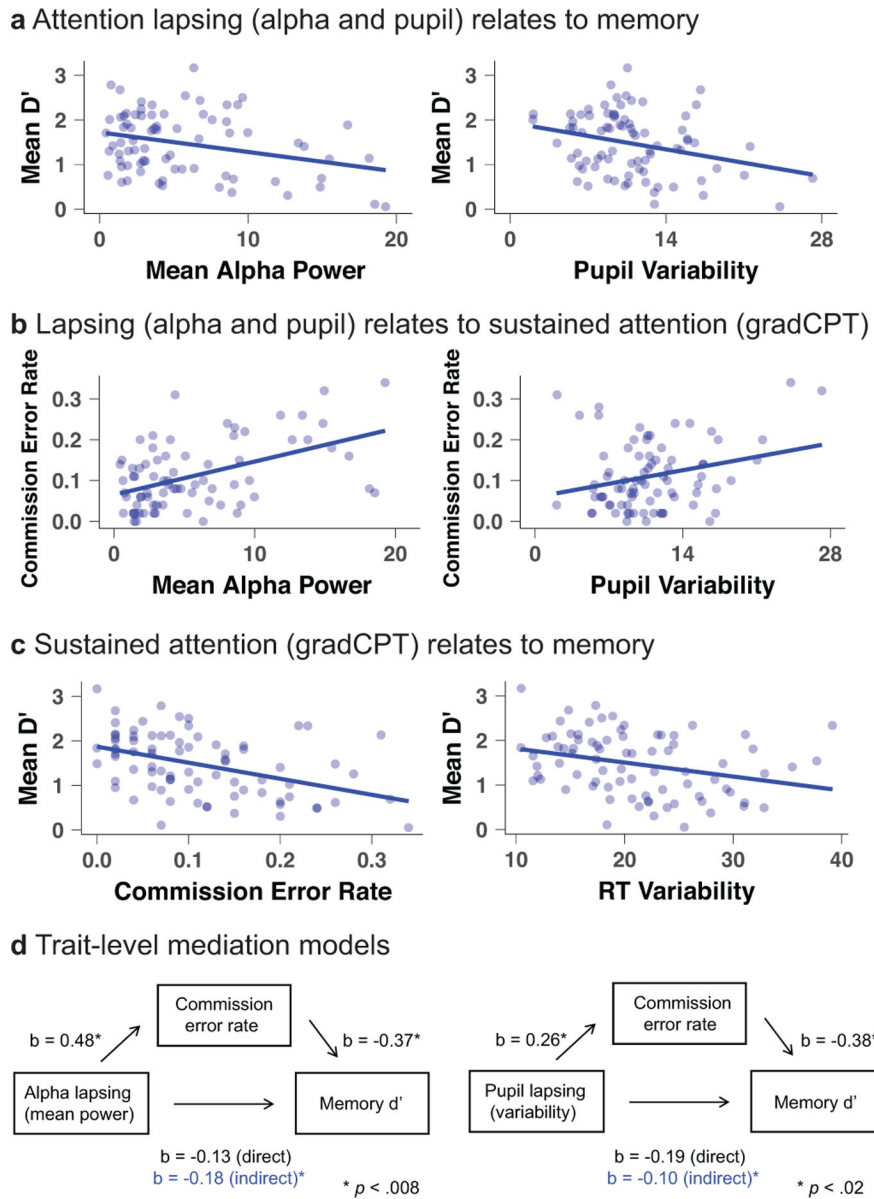 a Attention lapsing (alpha and pupil) relates to memory
Mean D'
3
2
1
0
0
10
20
Mean Alpha Power
Mean D'
3
2
1
0
0
14
28
Pupil Variability
b Lapsing (alpha and pupil) relates to sustained attention (gradCPT)
Commission Error Rate
0.3
0.2
0.1
0.0
0
10
20
Mean Alpha Power
Commission Error Rate
0.3
0.2
0.1
0.0
0
14
28
Pupil Variability
c Sustained attention (gradCPT) relates to memory
Mean D'
3
2
1
0
0.0
0.1
0.2
0.3
Commission Error Rate
Mean D'
3
2
1
0
10
20
30
40
RT Variability
d Trait-level mediation models
Commission
error rate
b = 0.48*
b = -0.37*
Alpha lapsing
(mean power)
Memory d'
b = -0.13 (direct)
b = -0.18 (indirect)*
* p < .008
Commission
error rate
b = 0.26*
b = -0.38*
Pupil lapsing
(variability)
Memory d'
b = -0.19 (direct)
b = -0.10 (indirect)*
* p < .02